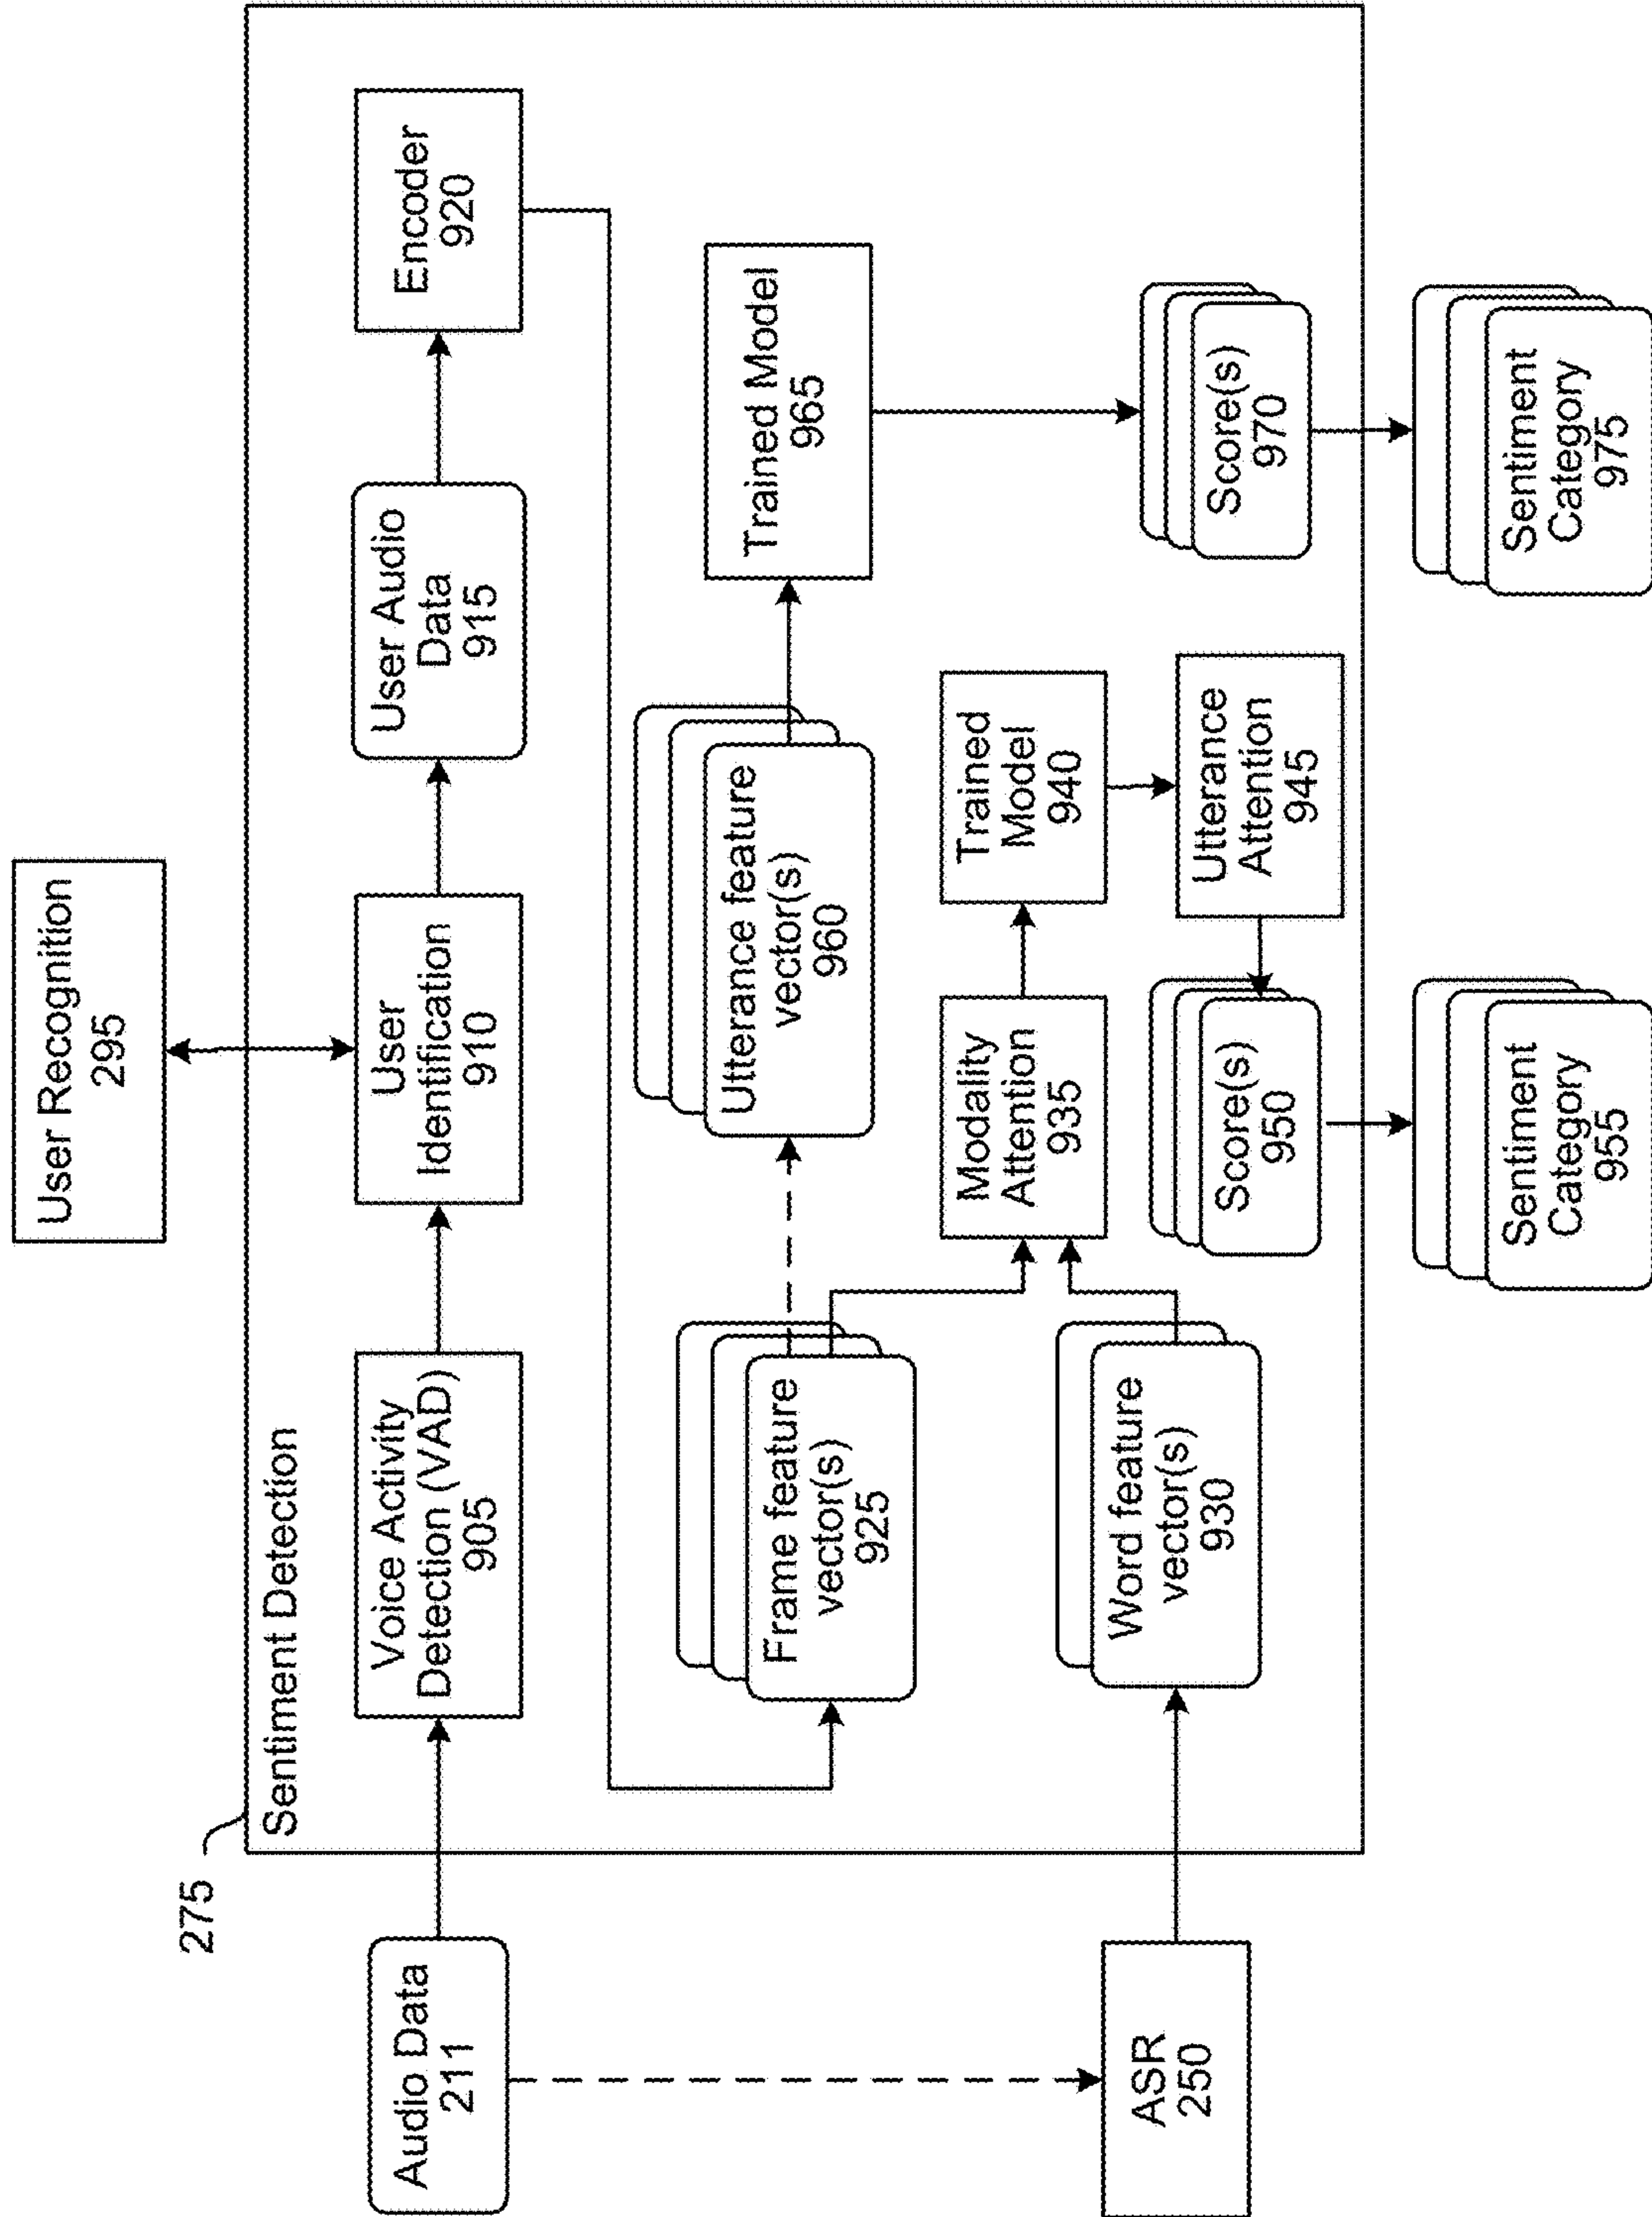 User Recognition
295
275
Sentiment Detection
Audio Data
211
Voice Activity
Detection (VAD)
905
User
Identification
910
User Audio
Data
915
Encoder
920
Frame feature
vector(s)
925
Utterance feature
vector(s)
960
Trained Model
965
ASR
250
Word feature
vector(s)
930
Modality
Attention
935
Trained
Model
940
Utterance
Attention
945
Score(s)
950
Score(s)
970
Sentiment
Category
955
Sentiment
Category
975